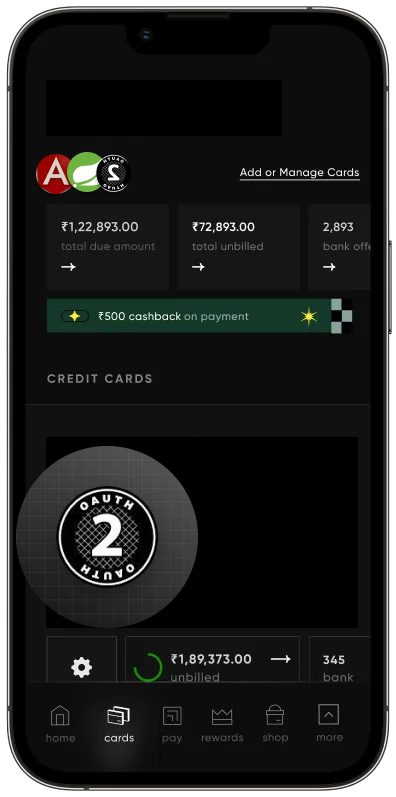 A
2
OAUTH
Add or Manage Cards
₹1,22,893.00
total due amount
₹72,893.00
total unbilled
2,893
bank offe
₹500 cashback on payment
CREDIT CARDS
OAUTH
2
OAUTH
₹1,89,373.00
unbilled
345
bank
home
cards
pay
rewards
shop
more